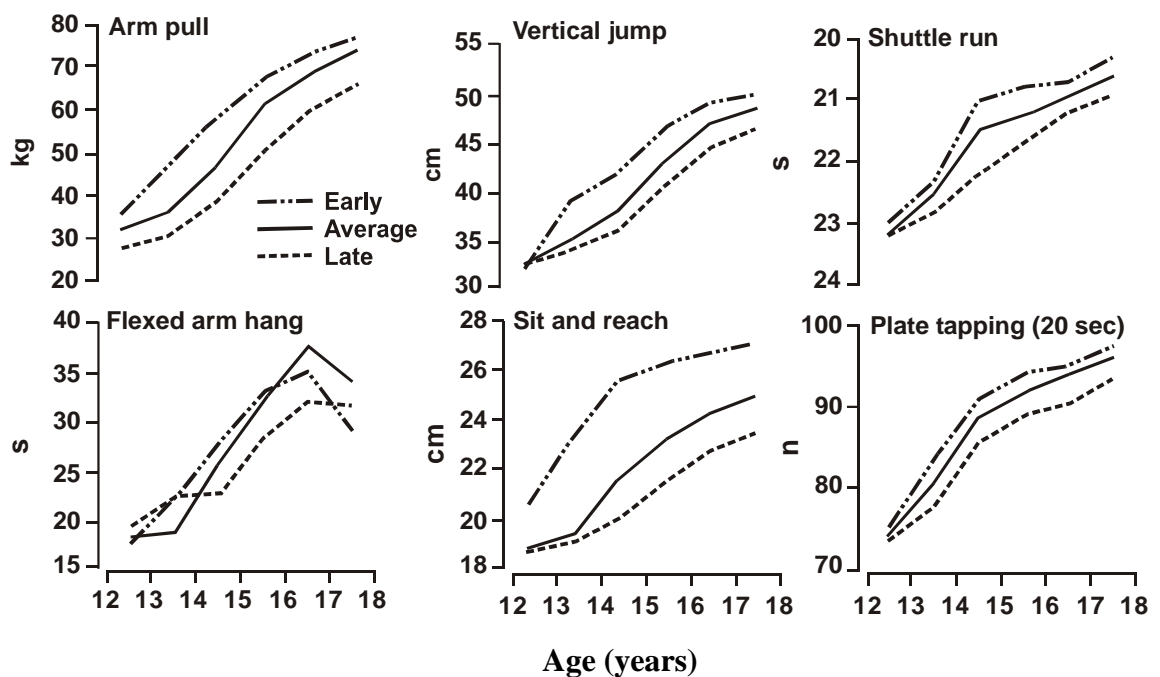 Arm pull
80
70
60
50
40
30
20
kg
Early
Average
Late
Vertical jump
55
50
45
40
35
30
cm
Shuttle run
20
21
22
23
24
s
Flexed arm hang
40
35
30
25
20
15
s
12 13 14 15 16 17 18
Sit and reach
28
26
24
22
20
18
cm
12 13 14 15 16 17 18
Plate tapping (20 sec)
100
90
80
70
n
12 13 14 15 16 17 18
Age (years)